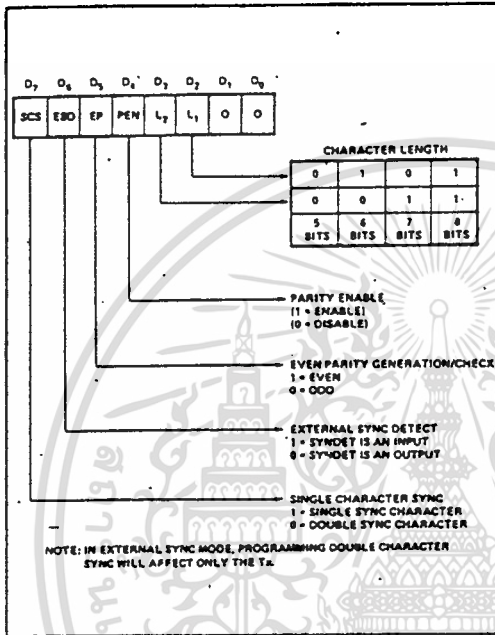 D7 D6 D5 D4 D3 D2 D1 D0
SCS ESD EP PEN L2 L1 0 0
CHARACTER LENGTH
0 1 0 1
0 0 1 1
5 BITS 6 BITS 7 BITS 8 BITS
PARITY ENABLE
(1 = ENABLE)
(0 = DISABLE)
EVEN PARITY GENERATION/CHECK
1 = EVEN
0 = ODD
EXTERNAL SYNC DETECT
1 = SYNDET IS AN INPUT
0 = SYNDET IS AN OUTPUT
SINGLE CHARACTER SYNC
1 = SINGLE SYNC CHARACTER
0 = DOUBLE SYNC CHARACTER
NOTE: IN EXTERNAL SYNC MODE, PROGRAMMING DOUBLE CHARACTER
SYNC WILL AFFECT ONLY THE Tx.